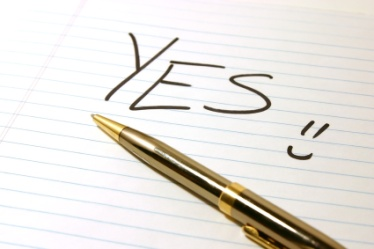 YES
=)